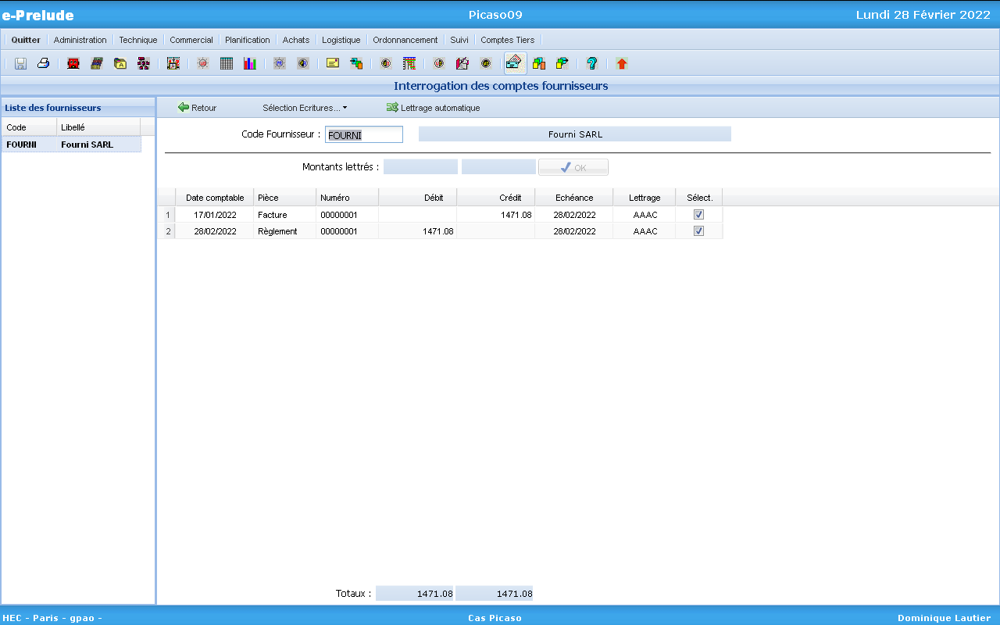 e-Prelude Picaso09 Lundi 28 Février 2022
Quitter Administration Technique Commercial Planification Achats Logistique Ordonnancement Suivi Comptes Tiers
Interrogation des comptes fournisseurs
Liste des fournisseurs
Code Libellé
FOURNI Fourni SARL
Retour Sélection Ecritures... Lettrage automatique
Code Fournisseur : FOURNI Fourni SARL
Montants lettrés : OK
Date comptable Pièce Numéro Débit Crédit Echéance Lettrage Sélect.
1 17/01/2022 Facture 00000001 1471.08 28/02/2022 AAAC
2 28/02/2022 Règlement 00000001 1471.08 28/02/2022 AAAC
Totaux : 1471.08 1471.08
HEC - Paris - gpao - Cas Picaso Dominique Lautier